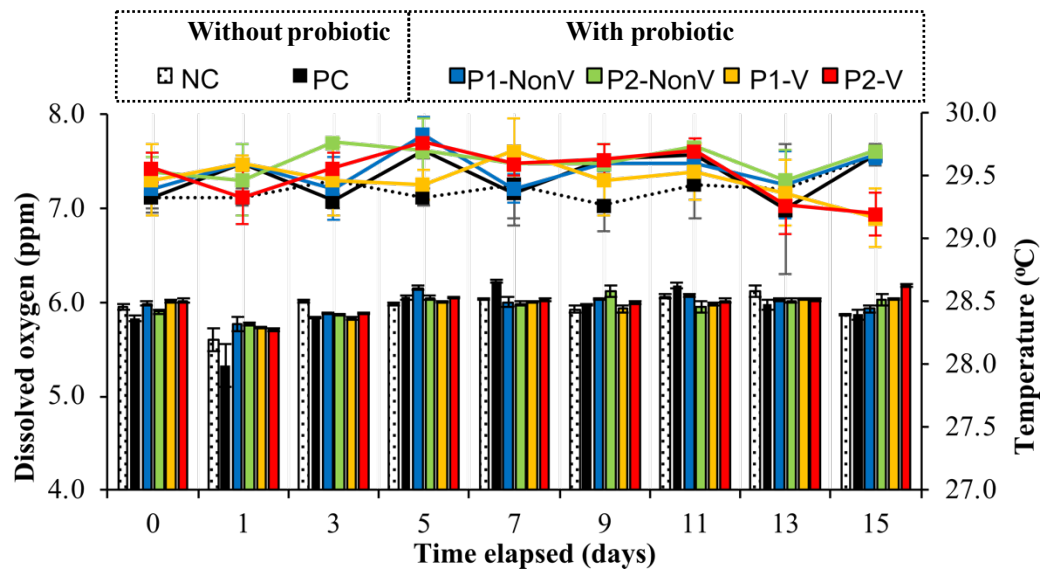 Without probiotic
With probiotic
NC
PC
P1-NonV
P2-NonV
P1-V
P2-V
8.0
7.0
6.0
5.0
4.0
Dissolved oxygen (ppm)
30.0
29.5
29.0
28.5
28.0
27.5
27.0
Temperature (ºC)
0 1 3 5 7 9 11 13 15
Time elapsed (days)